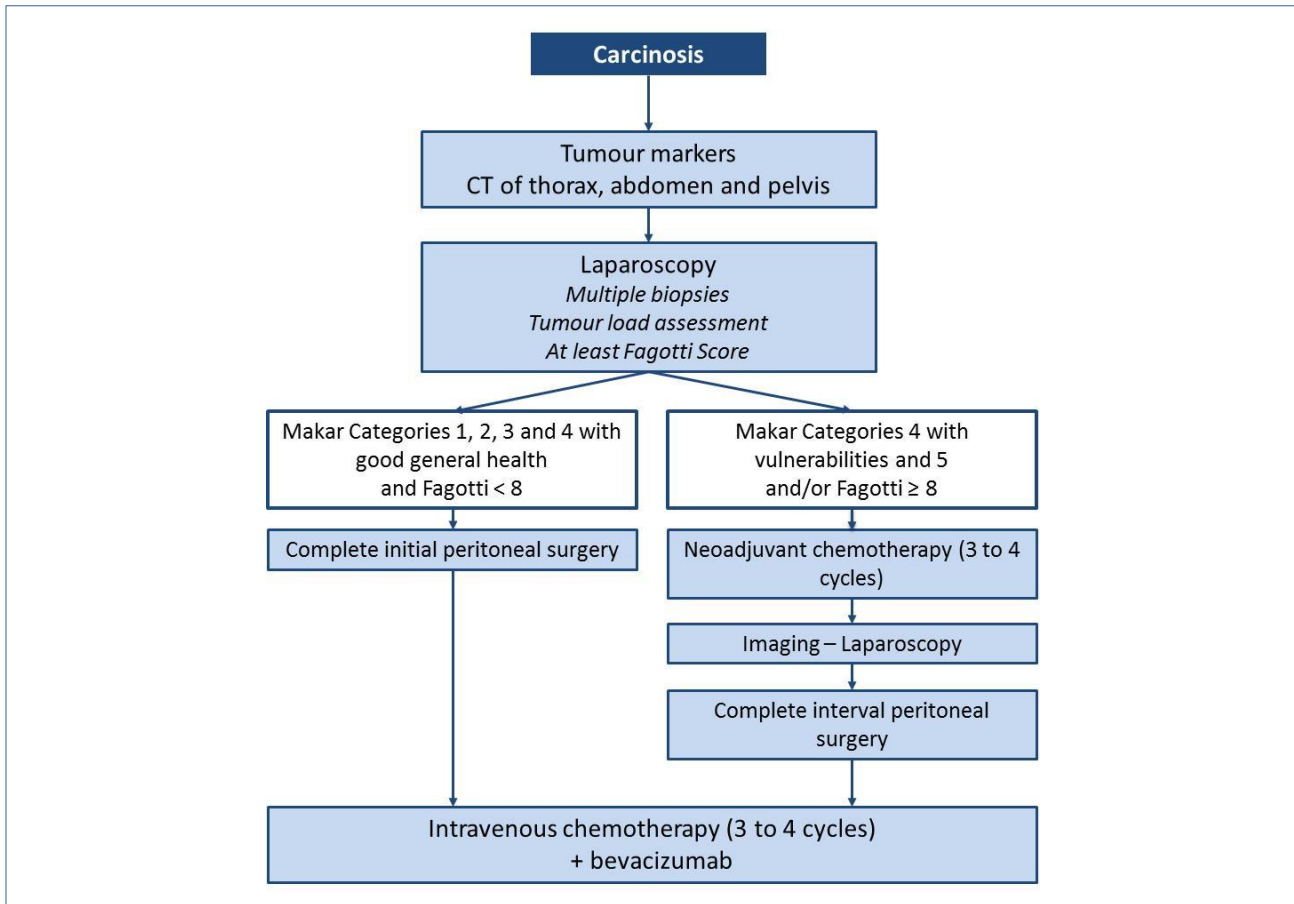 Carcinosis
Tumour markers
CT of thorax, abdomen and pelvis
Laparoscopy
Multiple biopsies
Tumour load assessment
At least Fagotti Score
Makar Categories 1, 2, 3 and 4 with
good general health
and Fagotti < 8
Makar Categories 4 with
vulnerabilities and 5
and/or Fagotti ≥ 8
Complete initial peritoneal surgery
Neoadjuvant chemotherapy (3 to 4
cycles)
Imaging – Laparoscopy
Complete interval peritoneal
surgery
Intravenous chemotherapy (3 to 4 cycles)
+ bevacizumab